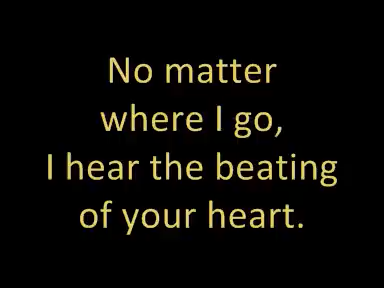 No matter
where I go,
I hear the beating
of your heart.